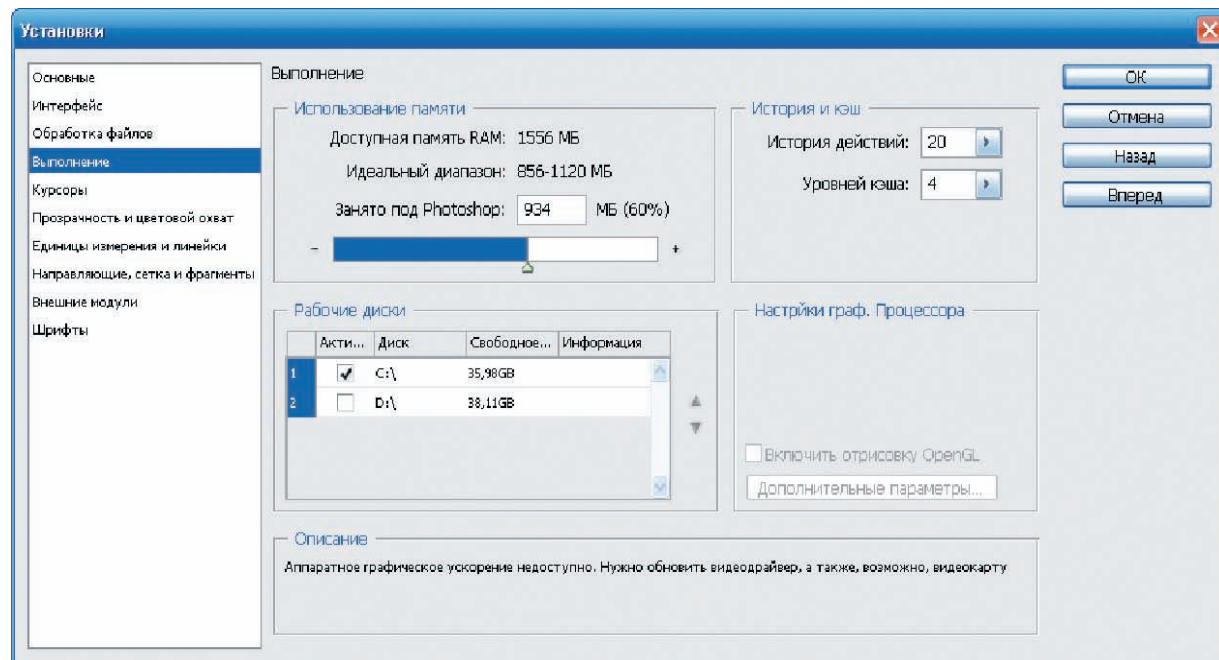 Установки
Основные
Интерфейс
Обработка файлов
Выполнение
Курсоры
Прозрачность и цветовой охват
Единицы измерения и линейки
Направляющие, сетка и фрагменты
Внешние модули
Шрифты
Выполнение
Использование памяти
Доступная память RAM: 1556 МБ
Идеальный диапазон: 856-1120 МБ
Занято под Photoshop: 934 МБ (60%)
- +
История и кэш
История действий: 20
Уровней кэша: 4
OK
Отмена
Назад
Вперед
Рабочие диски
Акти... Диск Свободное... Информация
1 C:\ 35,98GB
2 D:\ 38,11GB
Настрйки граф. Процессора
Включить отрисовку OpenGL
Дополнительные параметры...
Описание
Аппаратное графическое ускорение недоступно. Нужно обновить видеодрайвер, а также, возможно, видеокарту